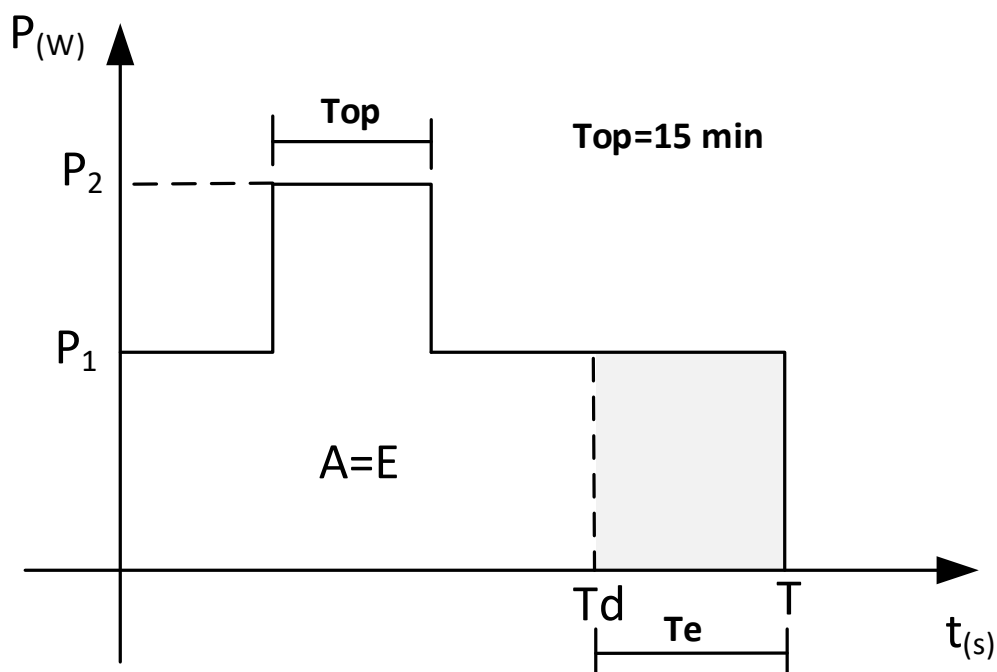 P(W)
Top
Top=15 min
P2
P1
A=E
Td
T
Te
t(s)